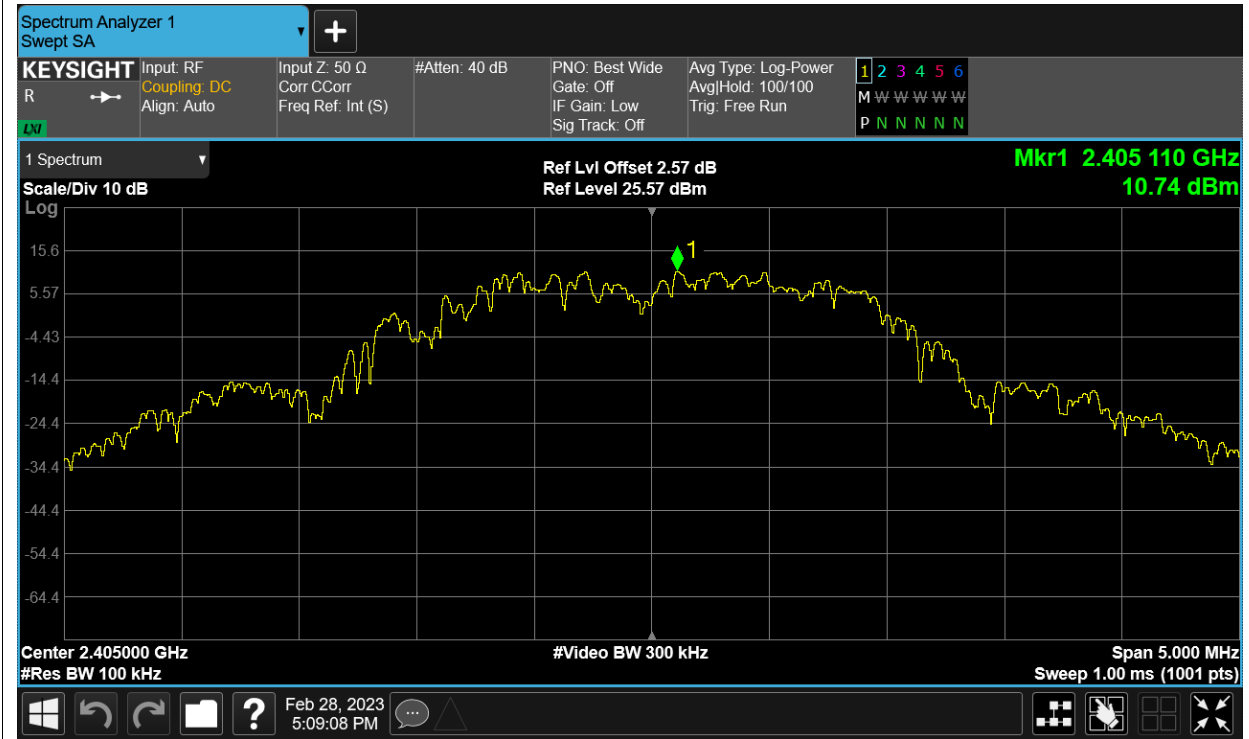 Spectrum Analyzer 1
Swept SA
KEYSIGHT
R
LXI
Input: RF
Coupling: DC
Align: Auto
Input Z: 50 Ω
Corr CCorr
Freq Ref: Int (S)
#Atten: 40 dB
PNO: Best Wide
Gate: Off
IF Gain: Low
Sig Track: Off
Avg Type: Log-Power
Avg|Hold: 100/100
Trig: Free Run
1 2 3 4 5 6
M W W W W W
P N N N N N
1 Spectrum
Scale/Div 10 dB
Ref Lvl Offset 2.57 dB
Ref Level 25.57 dBm
Mkr1 2.405 110 GHz
10.74 dBm
Log
1
15.6
5.57
-4.43
-14.4
-24.4
-34.4
-44.4
-54.4
-64.4
Center 2.405000 GHz
#Video BW 300 kHz
Span 5.000 MHz
#Res BW 100 kHz
Sweep 1.00 ms (1001 pts)
?
Feb 28, 2023
5:09:08 PM